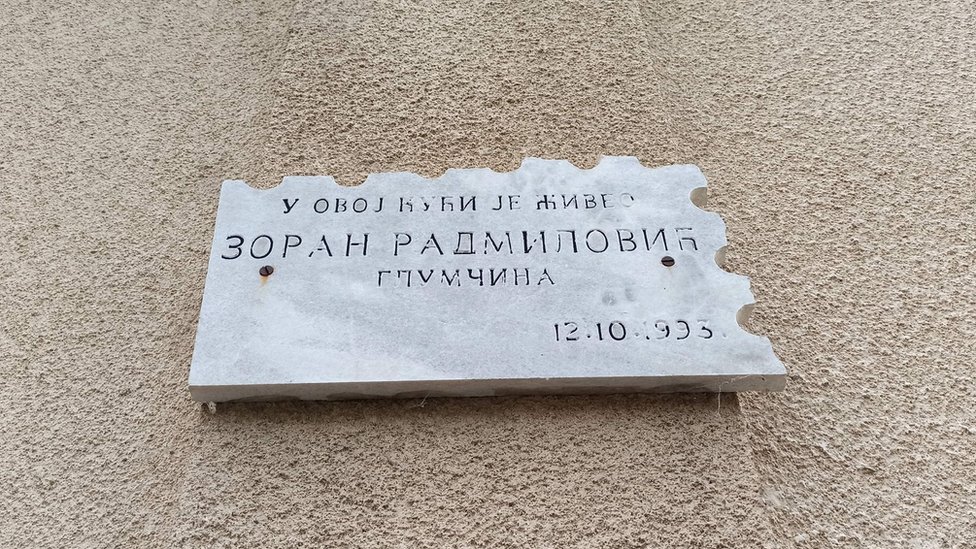 У ОВОЈ КУЋИ ЈЕ ЖИВЕО
ЗОРАН РАДМИЛОВИЋ
ГЛУМЧИНА
12.10.1993.